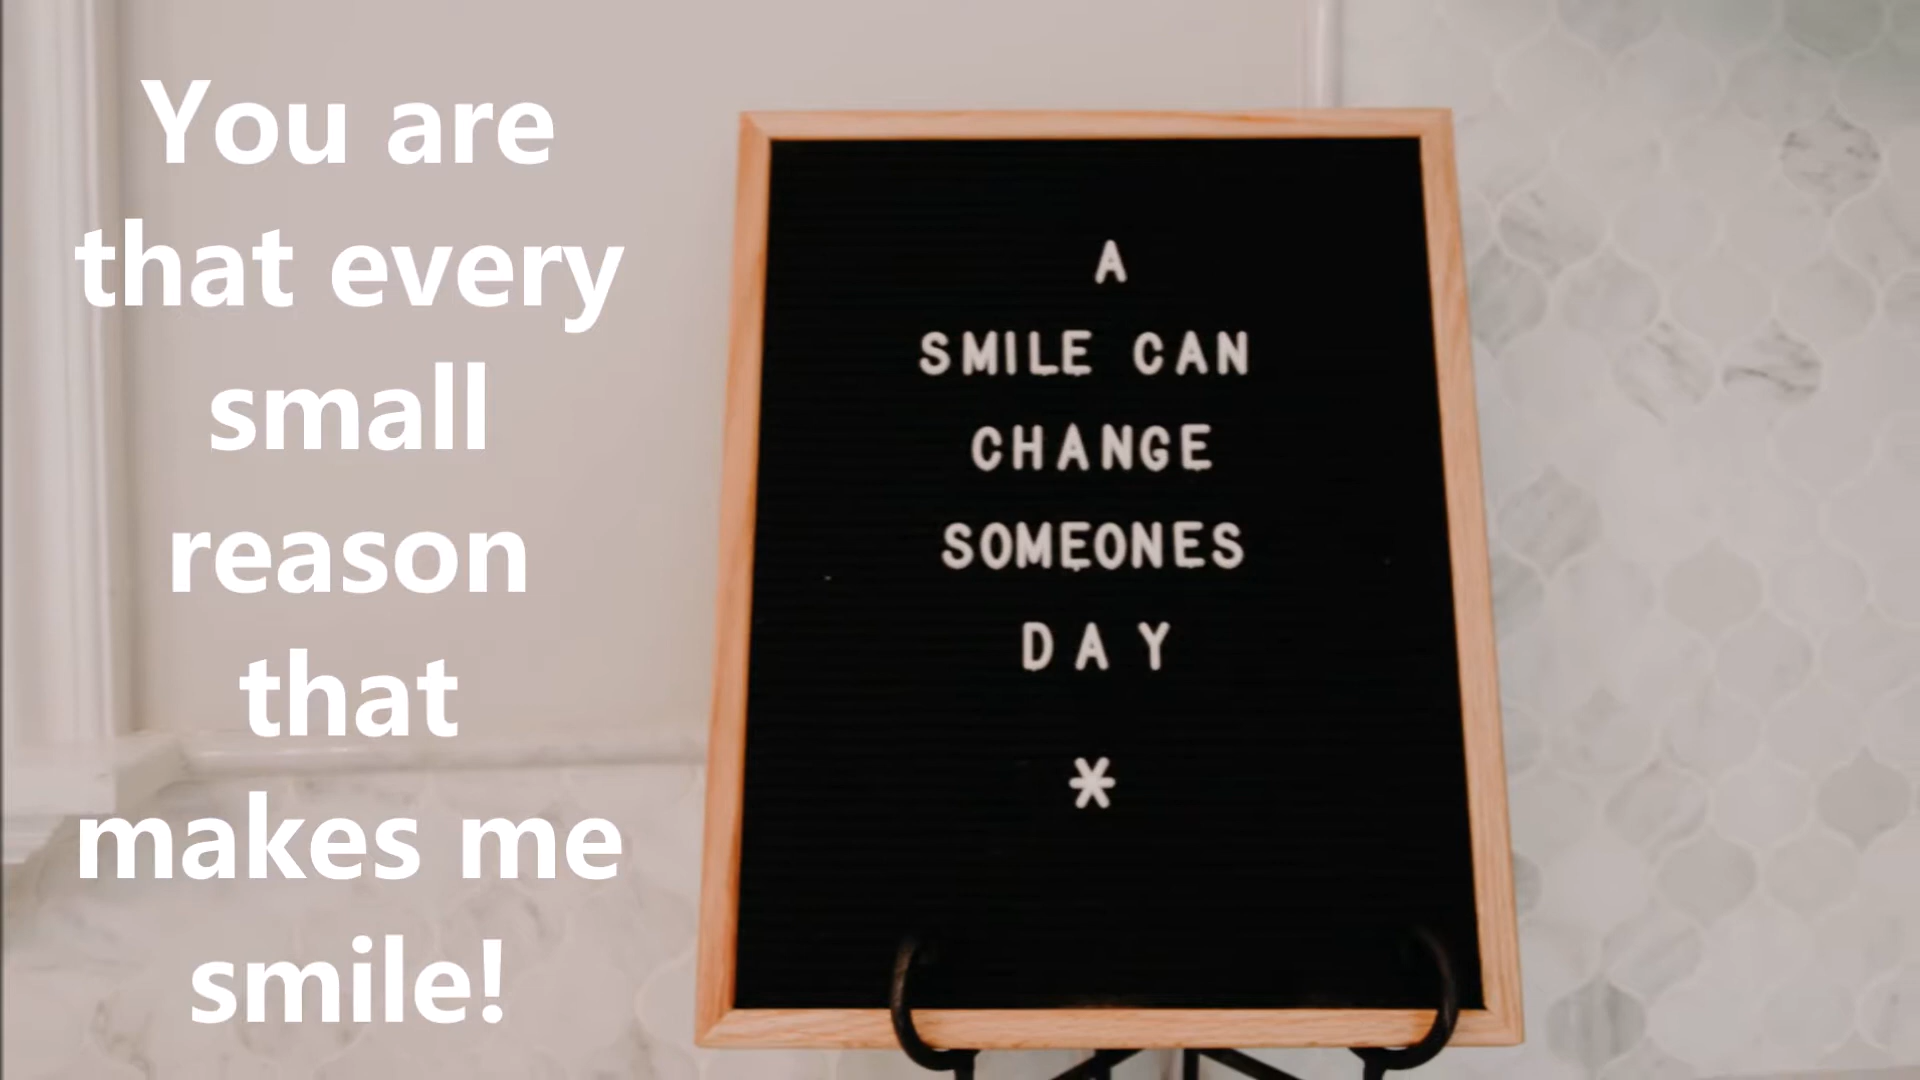 You are
that every
small
reason
that
makes me
smile!
A
SMILE CAN
CHANGE
SOMEONES
DAY
*